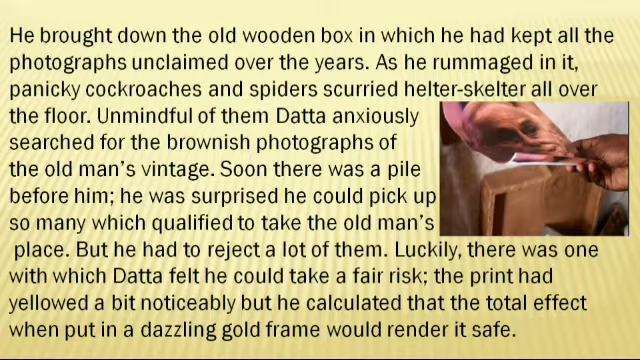 He brought down the old wooden box in which he had kept all the
photographs unclaimed over the years. As he rummaged in it,
panicky cockroaches and spiders scurried helter-skelter all over
the floor. Unmindful of them Datta anxiously
searched for the brownish photographs of
the old man’s vintage. Soon there was a pile
before him; he was surprised he could pick up
so many which qualified to take the old man’s
place. But he had to reject a lot of them. Luckily, there was one
with which Datta felt he could take a fair risk; the print had
yellowed a bit noticeably but he calculated that the total effect
when put in a dazzling gold frame would render it safe.